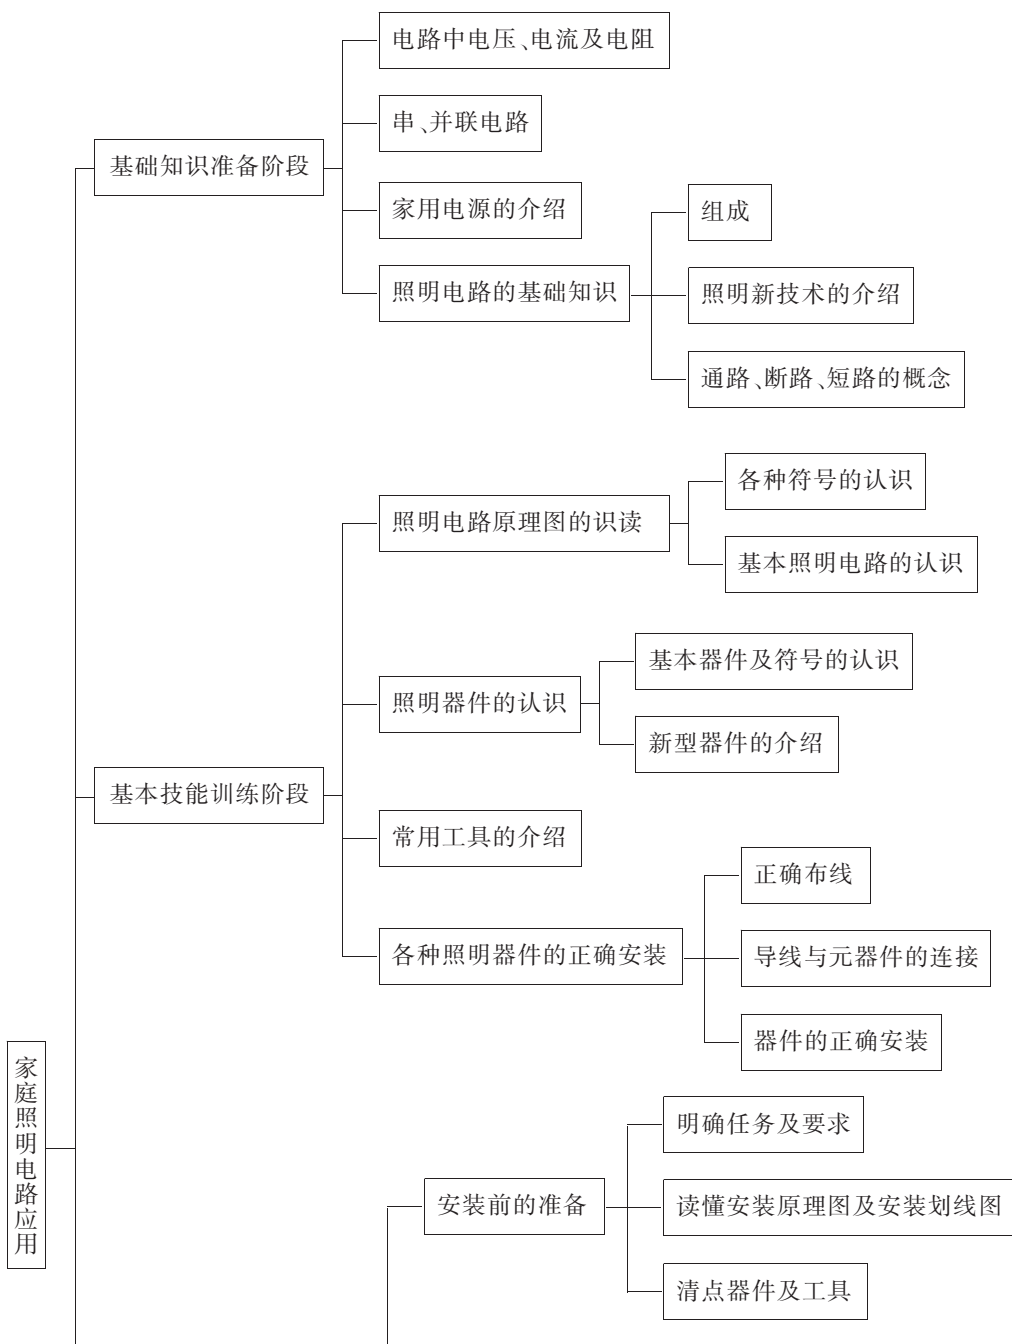 电路中电压、电流及电阻
串、并联电路
基础知识准备阶段
家用电源的介绍
组成
照明电路的基础知识
照明新技术的介绍
通路、断路、短路的概念
各种符号的认识
照明电路原理图的识读
基本照明电路的认识
基本器件及符号的认识
照明器件的认识
新型器件的介绍
基本技能训练阶段
常用工具的介绍
正确布线
各种照明器件的正确安装
导线与元器件的连接
器件的正确安装
家庭照明电路应用
明确任务及要求
安装前的准备
读懂安装原理图及安装划线图
清点器件及工具